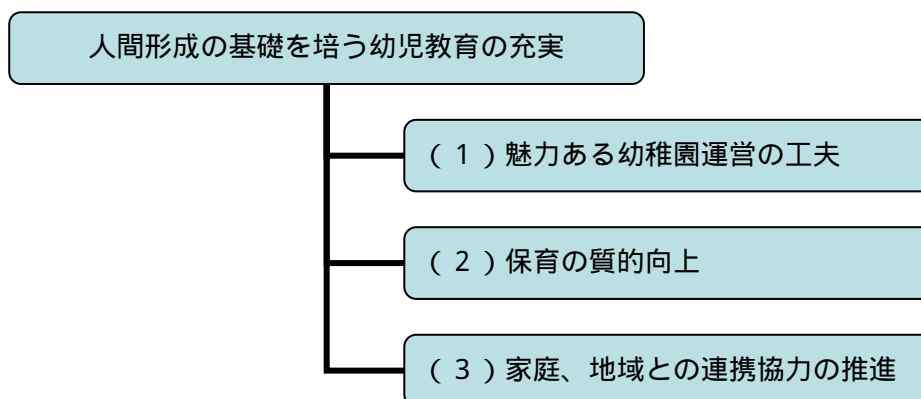 人間形成の基礎を培う幼児教育の充実
(1)魅力ある幼稚園運営の工夫
(2)保育の質的向上
(3)家庭、地域との連携協力の推進